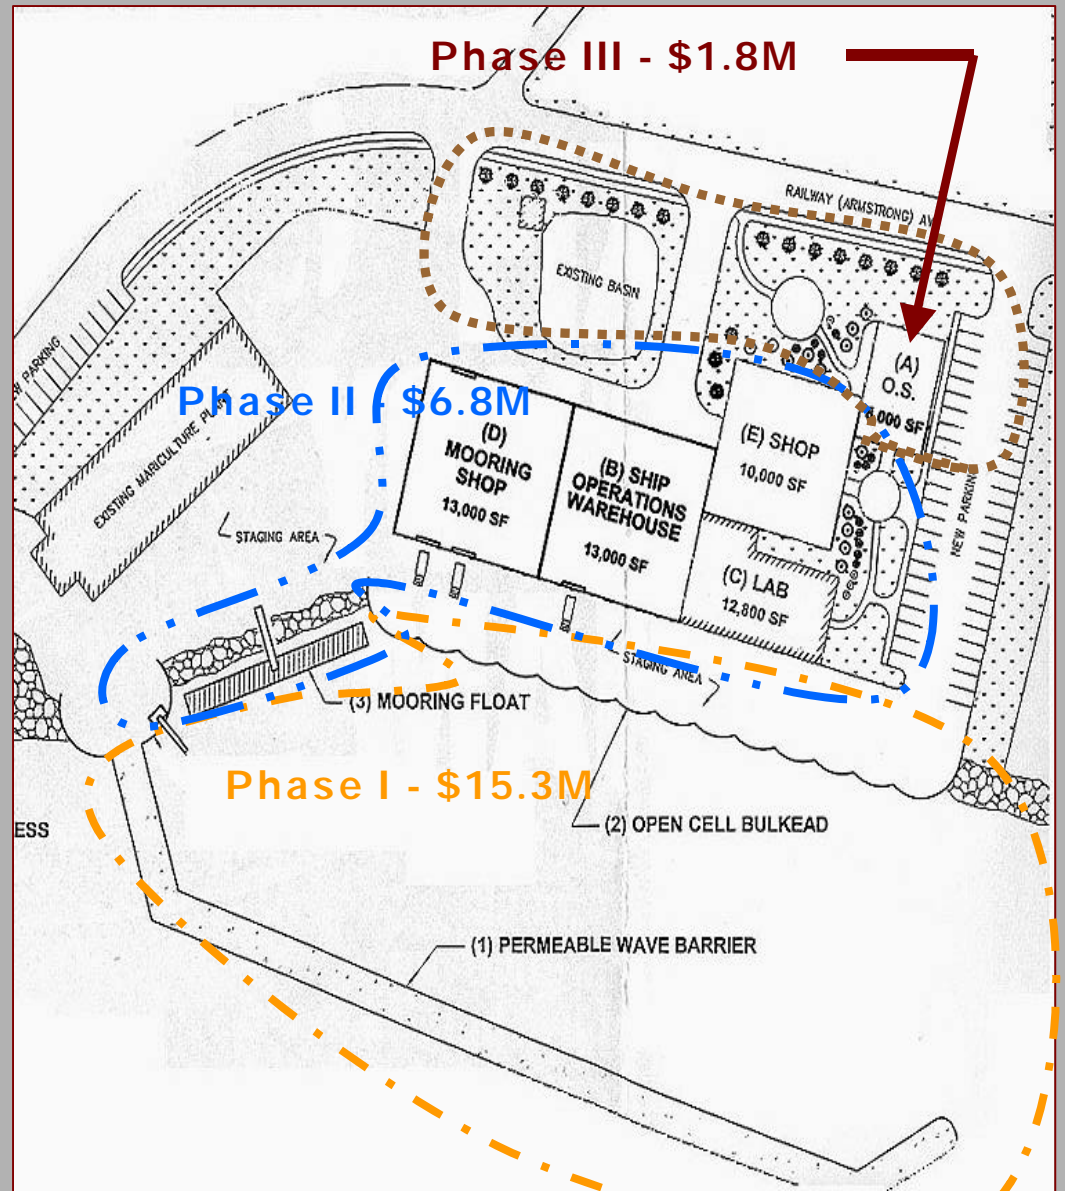 Phase III - $1.8M
RAILWAY (ARMSTRONG)
EXISTING BASIN
(A)
O.S.
PARKING
Phase II - $6.8M
EXISTING MARICULTURE
(D)
MOORING
SHOP
13,000 SF
(B) SHIP
OPERATIONS
WAREHOUSE
13,000 SF
(E) SHOP
10,000 SF
NEW PARKING
STAGING AREA
(C) LAB
12,800 SF
STAGING AREA
(3) MOORING FLOAT
Phase I - $15.3M
ESS
(2) OPEN CELL BULKEAD
(1) PERMEABLE WAVE BARRIER